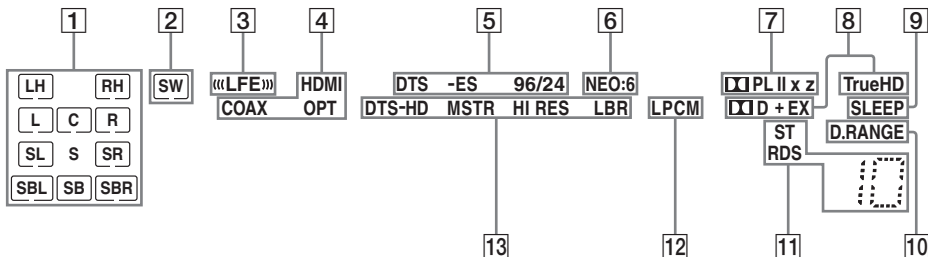 1 2 3 4 5 6 7 8 9
LH RH SW LFE HDMI DTS -ES 96/24 NEO:6 PL II x z TrueHD
L C R COAX OPT DTS-HD MSTR HI RES LBR LPCM D + EX SLEEP
SL S SR ST D.RANGE
RDS
SBL SB SBR 10
13 12 11 10